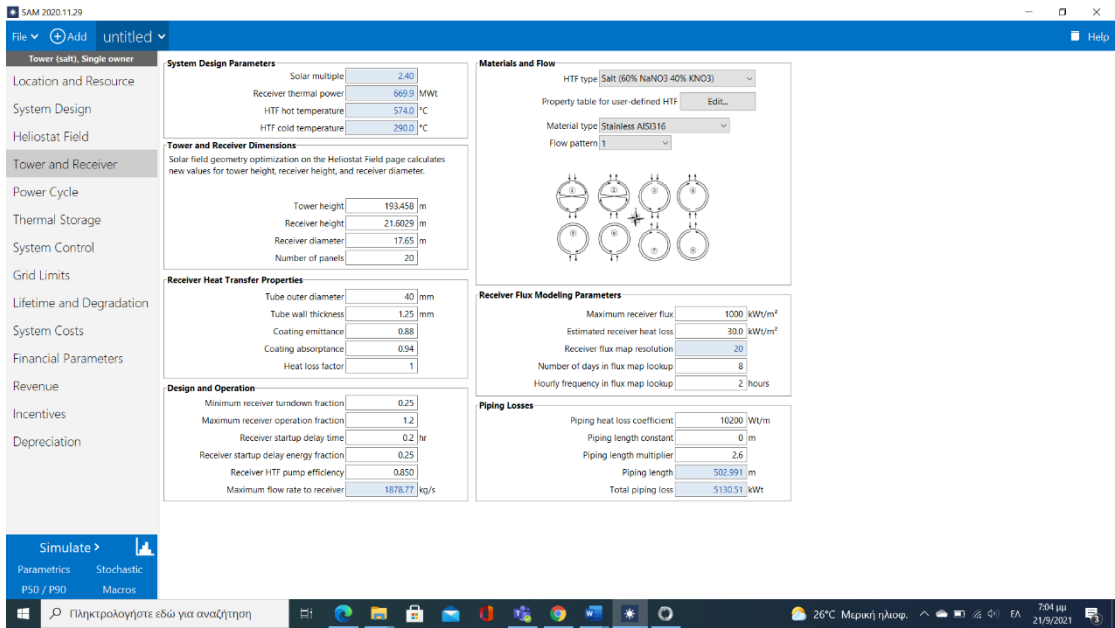 SAM 2020.11.29
File Add untitled Help
Tower (salt), Single owner
Location and Resource
System Design
Heliostat Field
Tower and Receiver
Power Cycle
Thermal Storage
System Control
Grid Limits
Lifetime and Degradation
System Costs
Financial Parameters
Revenue
Incentives
Depreciation
Simulate >
Parametrics Stochastic
P50 / P90 Macros
System Design Parameters
Solar multiple 2.40
Receiver thermal power 669.9 MWt
HTF hot temperature 574.0 °C
HTF cold temperature 290.0 °C
Tower and Receiver Dimensions
Solar field geometry optimization on the Heliostat Field page calculates
new values for tower height, receiver height, and receiver diameter.
Tower height 193.458 m
Receiver height 21.6029 m
Receiver diameter 17.65 m
Number of panels 20
Receiver Heat Transfer Properties
Tube outer diameter 40 mm
Tube wall thickness 1.25 mm
Coating emittance 0.88
Coating absorptance 0.94
Heat loss factor 1
Design and Operation
Minimum receiver turndown fraction 0.25
Maximum receiver operation fraction 1.2
Receiver startup delay time 0.2 hr
Receiver startup delay energy fraction 0.25
Receiver HTF pump efficiency 0.850
Maximum flow rate to receiver 1878.77 kg/s
Materials and Flow
HTF type Salt (60% NaNO3 40% KNO3)
Property table for user-defined HTF Edit...
Material type Stainless AISI316
Flow pattern 1
Receiver Flux Modeling Parameters
Maximum receiver flux 1000 kWt/m²
Estimated receiver heat loss 30.0 kWt/m²
Receiver flux map resolution 20
Number of days in flux map lookup 8
Hourly frequency in flux map lookup 2 hours
Piping Losses
Piping heat loss coefficient 10200 Wt/m
Piping length constant 0 m
Piping length multiplier 2.6
Piping length 502.991 m
Total piping loss 5130.51 kWt
Πληκτρολογήστε εδώ για αναζήτηση
26°C Μερική ηλιοφ. ΕΛ 7:04 μμ
21/9/2021